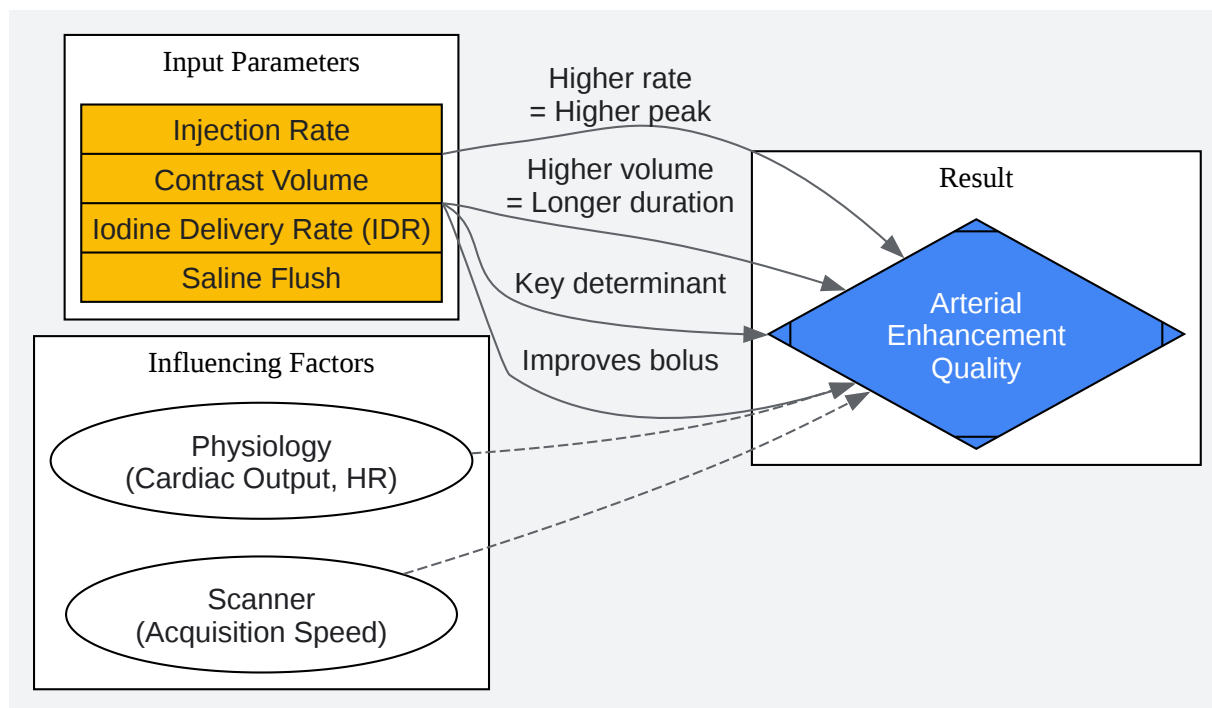 Input Parameters
Injection Rate
Contrast Volume
Iodine Delivery Rate (IDR)
Saline Flush
Higher rate
= Higher peak
Higher volume
= Longer duration
Key determinant
Improves bolus
Result
Arterial
Enhancement
Quality
Influencing Factors
Physiology
(Cardiac Output, HR)
Scanner
(Acquisition Speed)